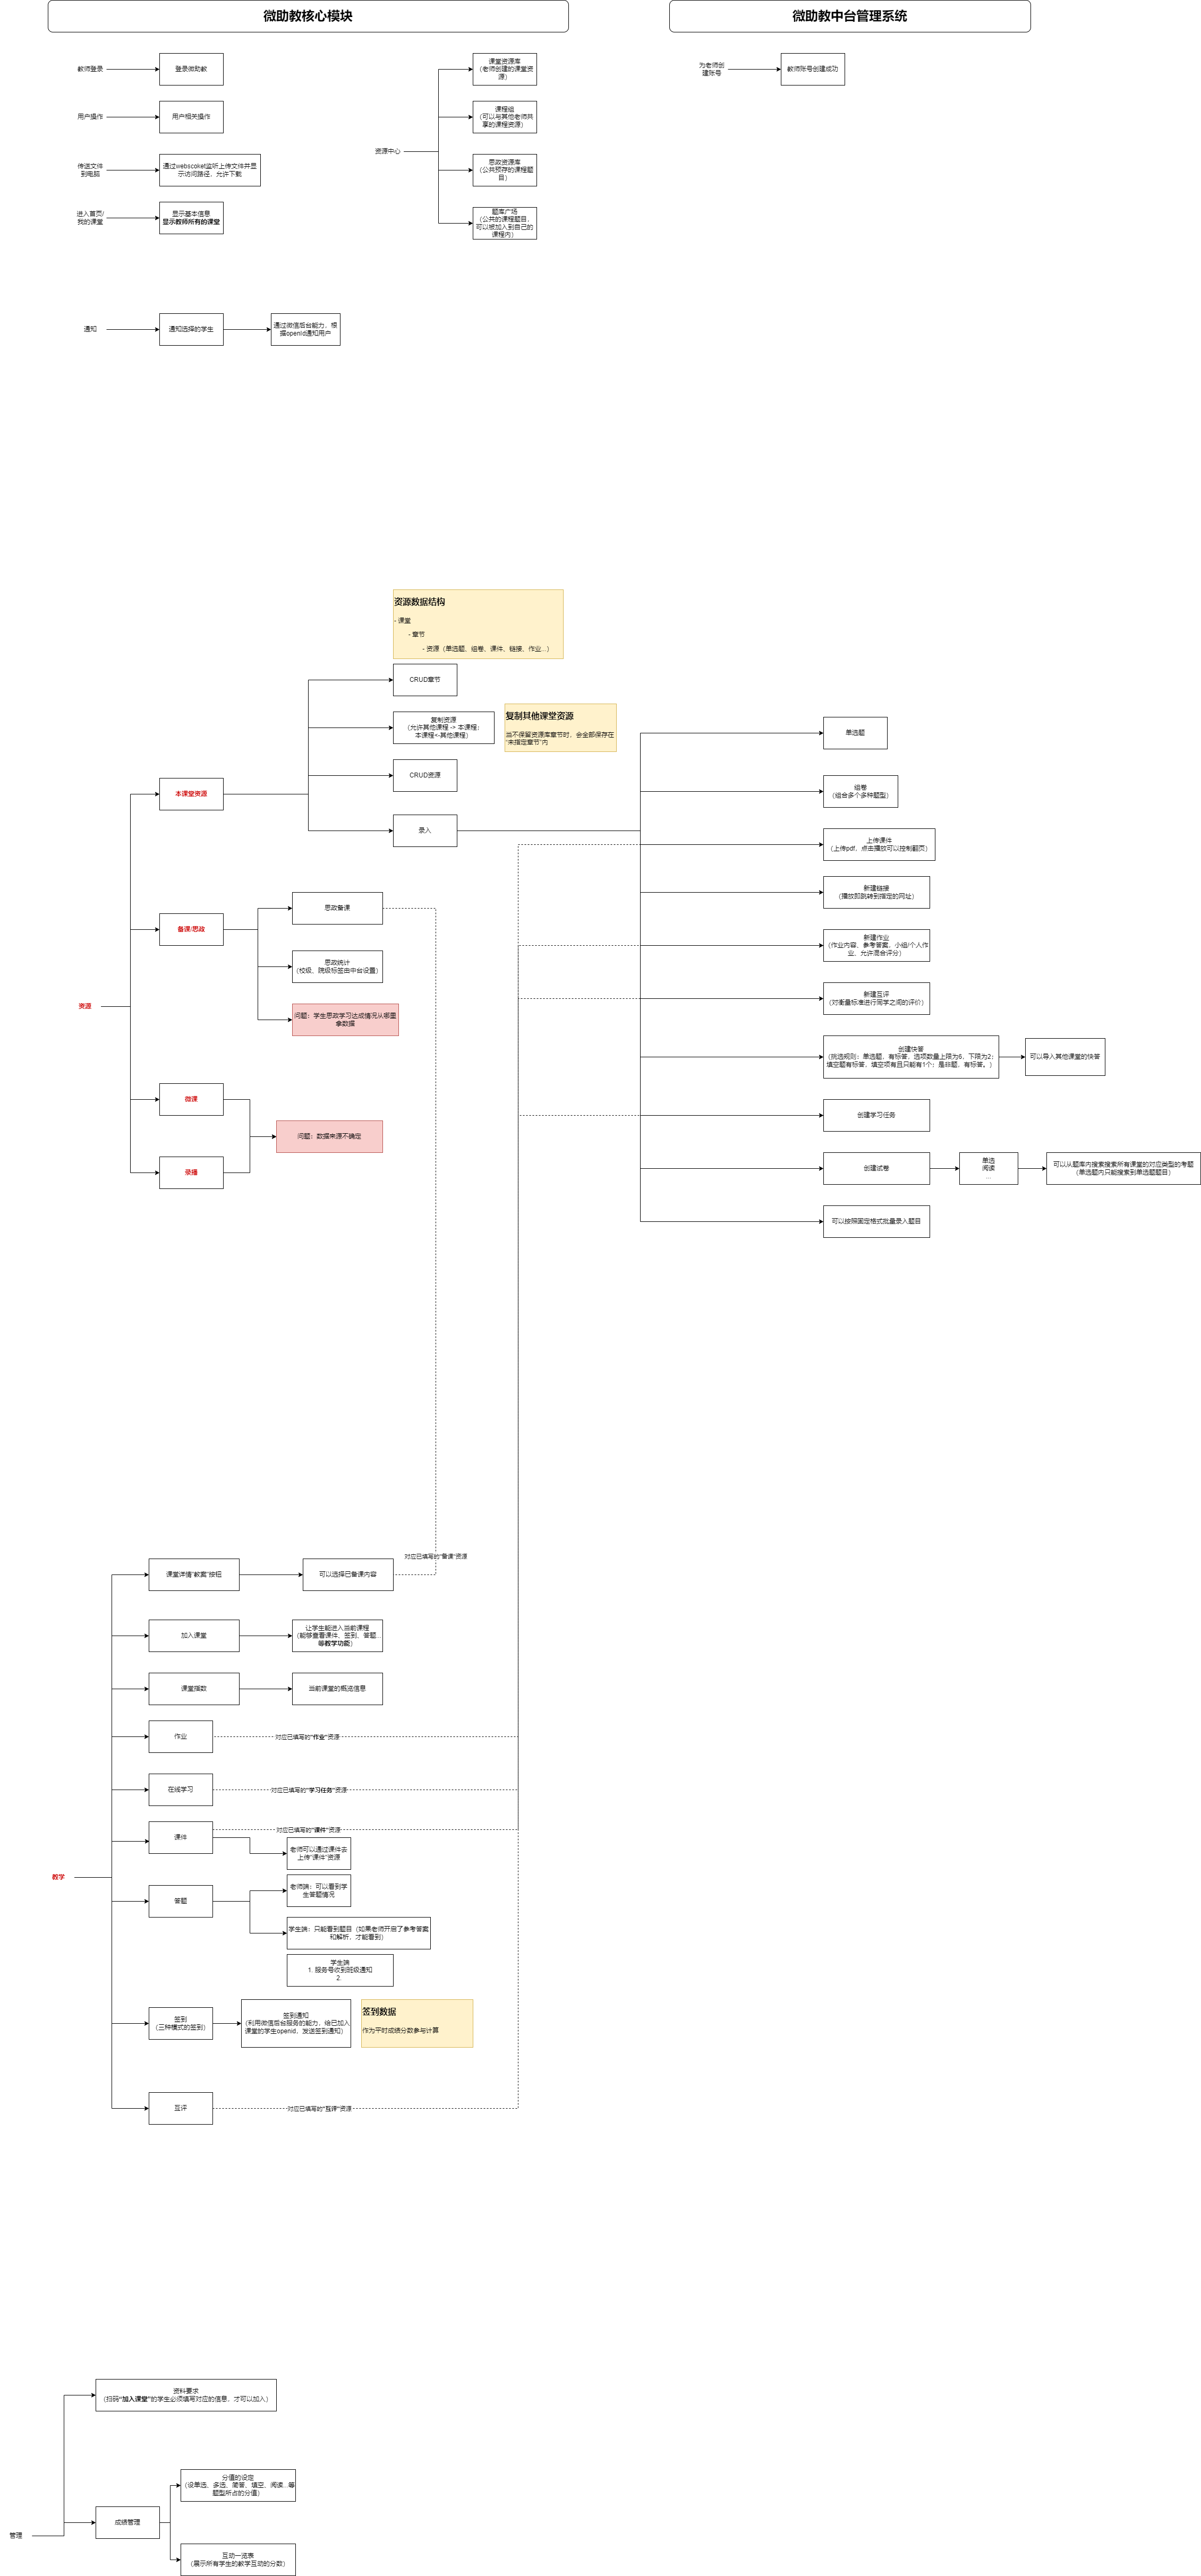 微助教核心模块
微助教中台管理系统
教师登录
登录微助教
用户操作
用户相关操作
传送文件
到电脑
通过webscoket监听上传文件并显
示访问路径，允许下载
进入首页/
我的课堂
显示基本信息
显示教师所有的课堂
资源中心
课堂资源库
（老师创建的课堂资
源）
课程组
（可以与其他老师共
享的课程资源）
思政资源库
（公共预存的课程题
目）
题库广场
（公共的课程题目，
可以被加入到自己的
课程内）
为老师创
建账号
教师账号创建成功
通知
通知选择的学生
通过微信后台能力，根
据openId通知用户
资源数据结构
- 课堂
- 章节
- 资源（单选题、组卷、课件、链接、作业...）
CRUD章节
复制资源
（允许其他课程 -> 本课程；
本课程<-其他课程）
复制其他课堂资源
当不保留资源库章节时，会全部保存在
“未指定章节”内
CRUD资源
录入
本课堂资源
备课/思政
思政备课
思政统计
（校级、院级标签由中台设置）
问题：学生思政学习达成情况从哪里
拿数据
资源
微课
录播
问题：数据来源不确定
单选题
组卷
（组合多个多种题型）
上传课件
（上传pdf，点击播放可以控制翻页）
新建链接
（播放即跳转到指定的网址）
新建作业
（作业内容、参考答案、小组/个人作
业、允许混合评分）
新建互评
（对衡量标准进行同学之间的评价）
创建快答
（挑选规则：单选题，有标答，选项数量上限为6，下限为2；
填空题有标答，填空项有且只能有1个；是非题，有标答。）
可以导入其他课堂的快答
创建学习任务
创建试卷
单选
阅读
...
可以从题库内搜索搜索所有课堂的对应类型的考题
（单选题内只能搜索到单选题题目）
可以按照固定格式批量录入题目
对应已填写的“备课”资源
课堂详情“教案”按钮
可以选择已备课内容
加入课堂
让学生能进入当前课程
（能够查看课件、签到、答题...
等教学功能）
课堂指数
当前课堂的概览信息
作业
对应已填写的“作业”资源
在线学习
对应已填写的“学习任务”资源
课件
对应已填写的“课件”资源
老师可以通过课件去
上传“课件”资源
教学
答题
老师端：可以看到学
生答题情况
学生端：只能看到题目（如果老师开启了参考答案
和解析，才能看到）
学生端
1. 服务号收到班级通知
2.
签到
（三种模式的签到）
签到通知
（利用微信后台服务的能力，给已加入
课堂的学生openid，发送签到通知）
签到数据
作为平时成绩分数参与计算
互评
对应已填写的“互评”资源
资料要求
（扫码“加入课堂”的学生必须填写对应的信息，才可以加入）
分值的设定
（设单选、多选、简答、填空、阅读...等
题型所占的分值）
成绩管理
管理
互动一览表
（展示所有学生的教学互动的分数）